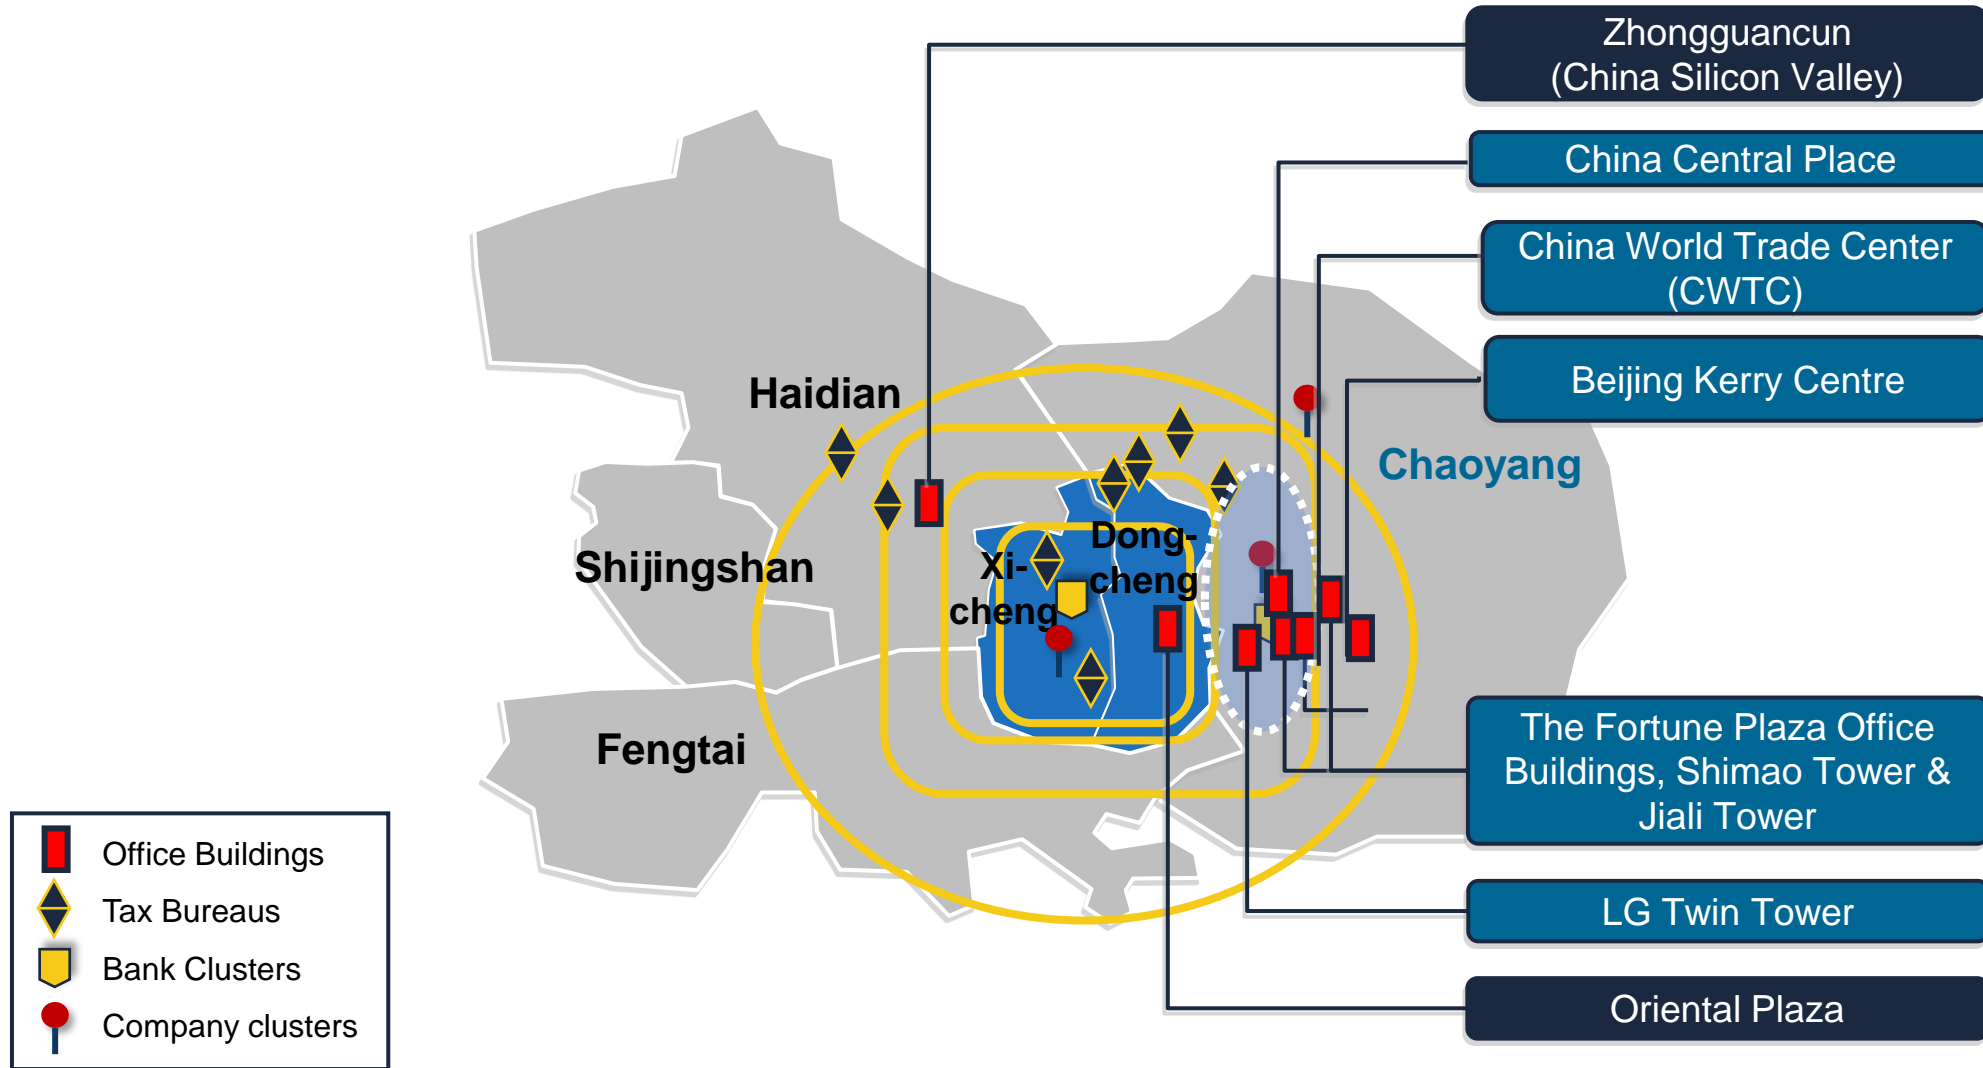 Zhongguancun
(China Silicon Valley)
China Central Place
China World Trade Center
(CWTC)
Beijing Kerry Centre
Haidian
Chaoyang
Dong-
cheng
Xi-
cheng
Shijingshan
Fengtai
The Fortune Plaza Office
Buildings, Shimao Tower &
Jiali Tower
LG Twin Tower
Oriental Plaza
Office Buildings
Tax Bureaus
Bank Clusters
Company clusters